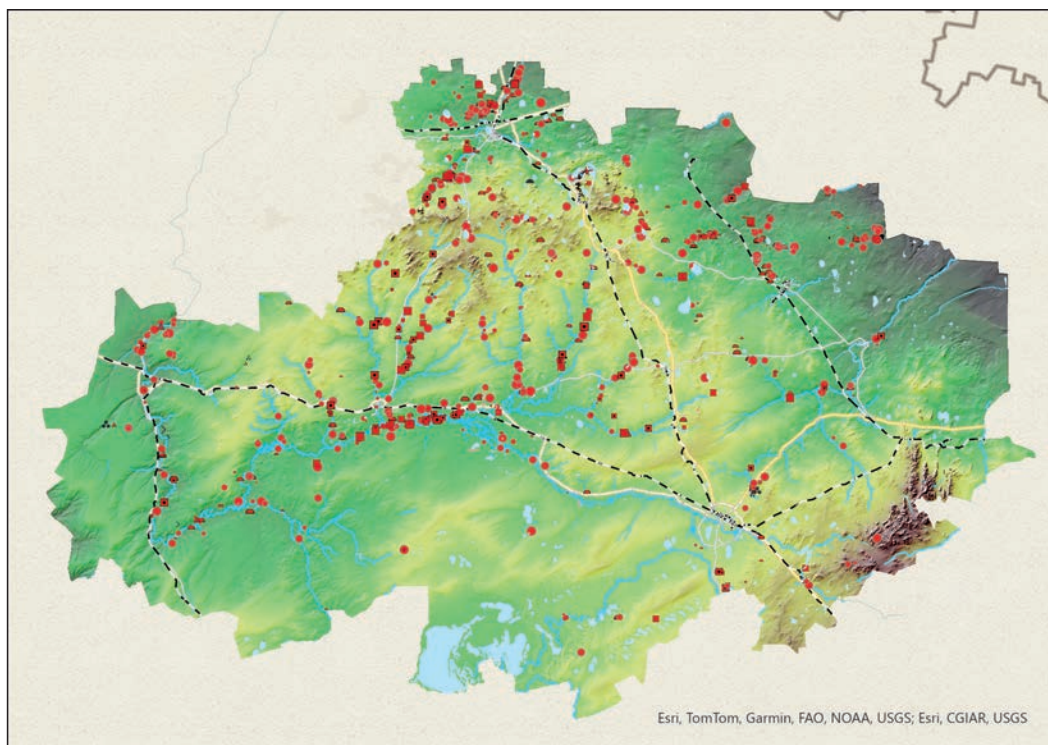 Esri, TomTom, Garmin, FAO, NOAA, USGS; Esri, CGIAR, USGS